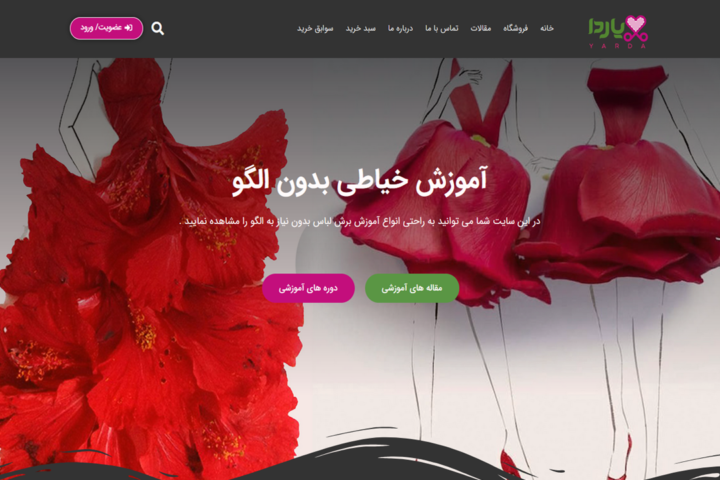 یاردا
YARDA
خانه
فروشگاه
مقالات
تماس با ما
درباره ما
سبد خرید
سوابق خرید
عضویت/ ورود
آموزش خیاطی بدون الگو
در این سایت شما می توانید به راحتی انواع آموزش برش لباس بدون نیاز به الگو را مشاهده نمایید .
مقاله های آموزشی
دوره های آموزشی